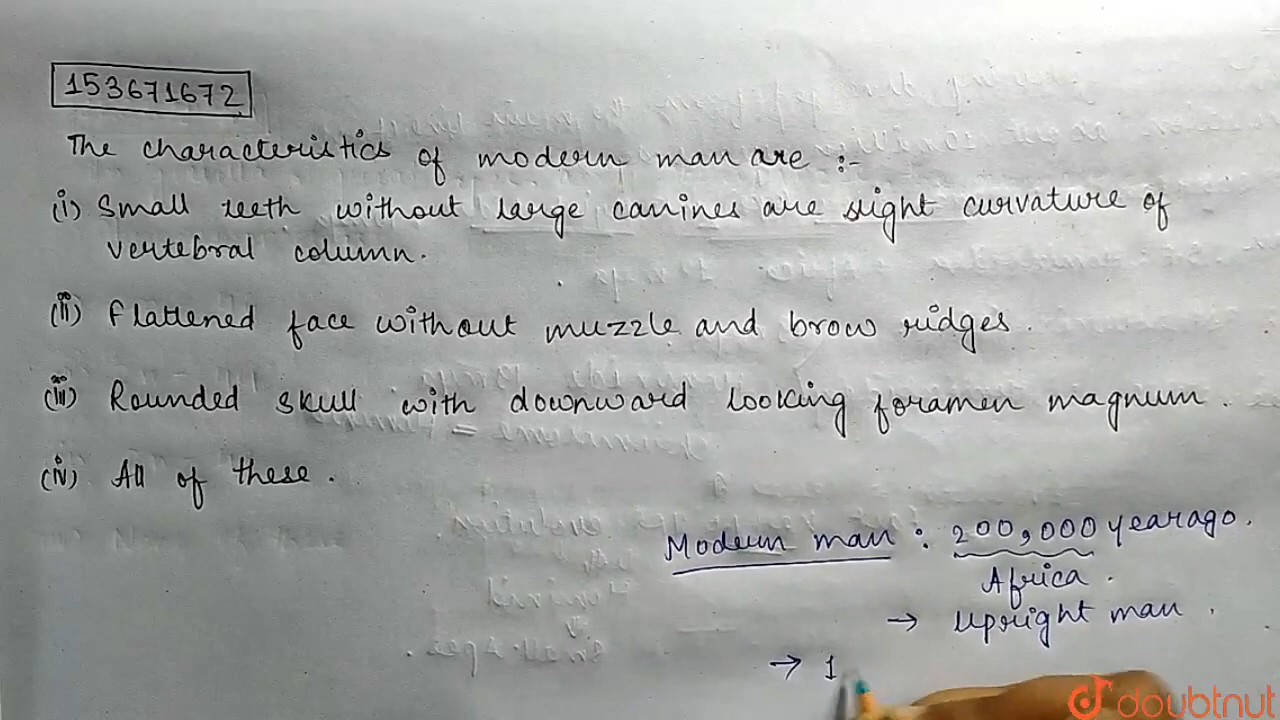 153671672
The characteristics of modern man are :-
(i) Small teeth without large canines are slight curvature of
vertebral column.
(ii) Flattened face without muzzle and brow ridges.
(iii) Rounded skull with downward looking foramen magnum.
(iv) All of these.
Modern man : 200,000 year ago.
Africa.
→ Upright man.
→ 1
doubtnut